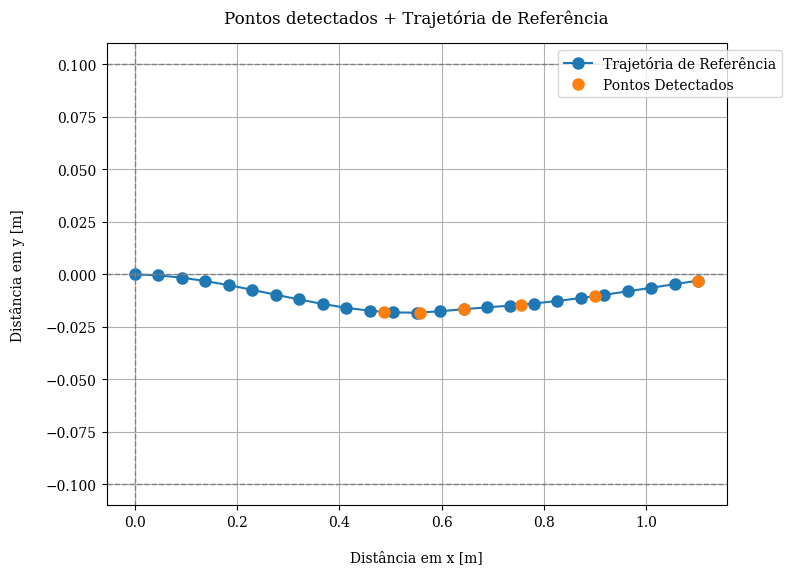 Pontos detectados + Trajetória de Referência
Trajetória de Referência
Pontos Detectados
0.100
0.075
0.050
0.025
0.000
−0.025
−0.050
−0.075
−0.100
Distância em y [m]
0.0 0.2 0.4 0.6 0.8 1.0
Distância em x [m]